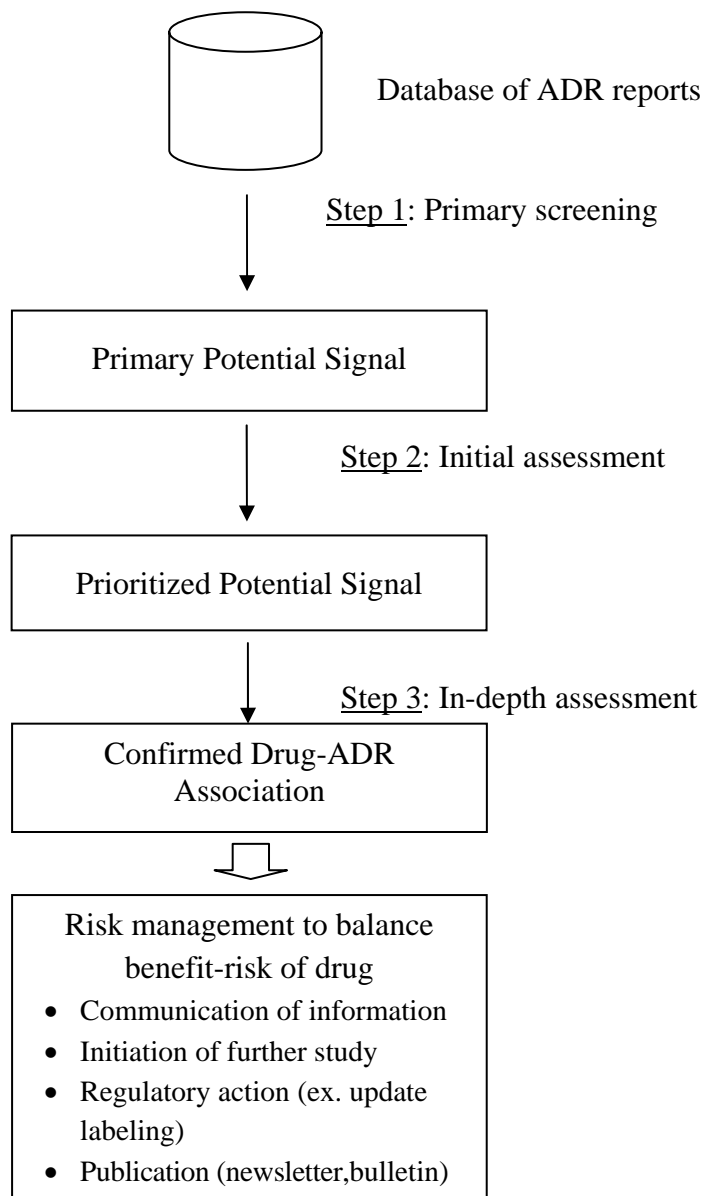 Database of ADR reports
Step 1: Primary screening
Primary Potential Signal
Step 2: Initial assessment
Prioritized Potential Signal
Step 3: In-depth assessment
Confirmed Drug-ADR
Association
Risk management to balance
benefit-risk of drug
• Communication of information
• Initiation of further study
• Regulatory action (ex. update
labeling)
• Publication (newsletter,bulletin)